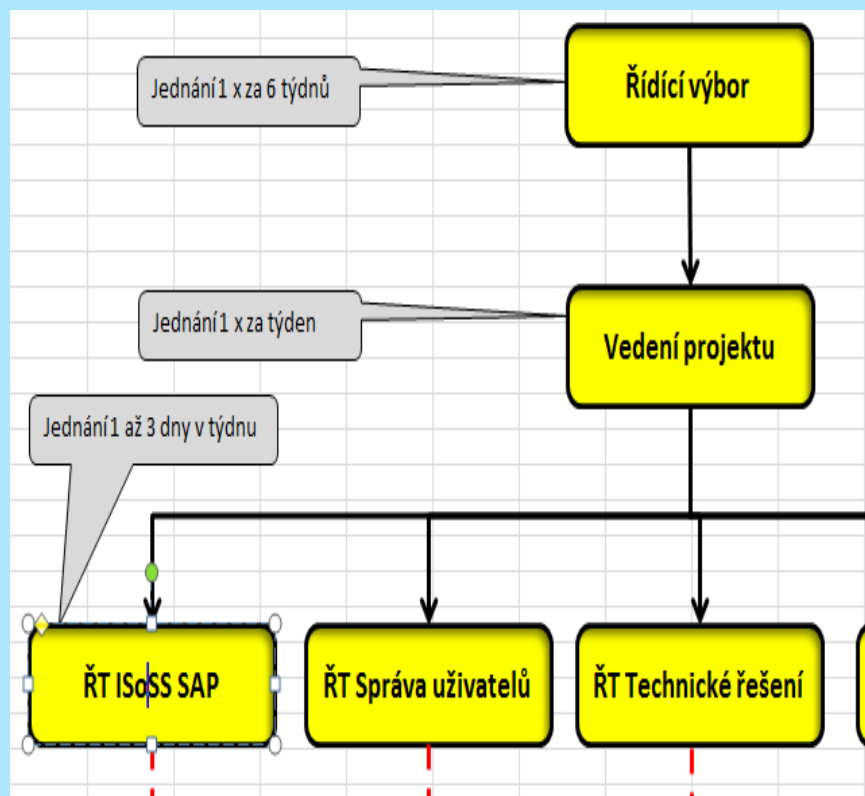 Jednání 1 x za 6 týdnů
Řídící výbor
Jednání 1 x za týden
Vedení projektu
Jednání 1 až 3 dny v týdnu
ŘT ISoSS SAP
ŘT Správa uživatelů
ŘT Technické řešení